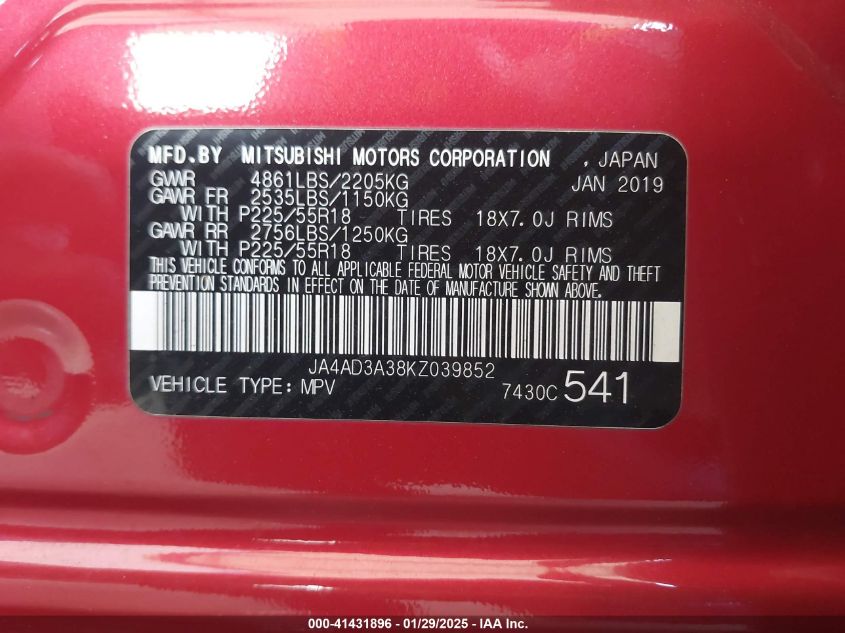 MFD.BY MITSUBISHI MOTORS CORPORATION , JAPAN
GVWR 4861LBS/2205KG JAN 2019
GAWR FR 2535LBS/1150KG
WITH P225/55R18 TIRES 18X7.0J RIMS
GAWR RR 2756LBS/1250KG
WITH P225/55R18 TIRES 18X7.0J RIMS
THIS VEHICLE CONFORMS TO ALL APPLICABLE FEDERAL MOTOR VEHICLE SAFETY AND THEFT
PREVENTION STANDARDS IN EFFECT ON THE DATE OF MANUFACTURE SHOWN ABOVE.
JA4AD3A38KZ039852
VEHICLE TYPE: MPV 7430C 541
000-41431896 - 01/29/2025 - IAA Inc.